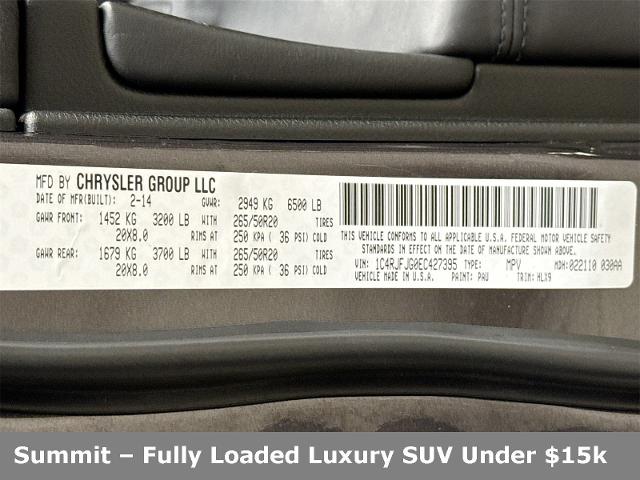 MFD BY CHRYSLER GROUP LLC
DATE OF MFR(BUILT): 2-14 GVWR: 2949 KG 6500 LB
GAWR FRONT: 1452 KG 3200 LB WITH 265/50R20 TIRES
20X8.0 RIMS AT 250 KPA ( 36 PSI) COLD
GAWR REAR: 1679 KG 3700 LB WITH 265/50R20 TIRES
20X8.0 RIMS AT 250 KPA ( 36 PSI) COLD
THIS VEHICLE CONFORMS TO ALL APPLICABLE U.S.A. FEDERAL MOTOR VEHICLE SAFETY
STANDARDS IN EFFECT ON THE DATE OF MANUFACTURE SHOWN ABOVE
VIN: 1C4RJFJG0EC427395 TYPE: MPV MDH:022110 030AA
VEHICLE MADE IN U.S.A. PAINT: PAU TRIM: HLX9
Summit – Fully Loaded Luxury SUV Under $15k